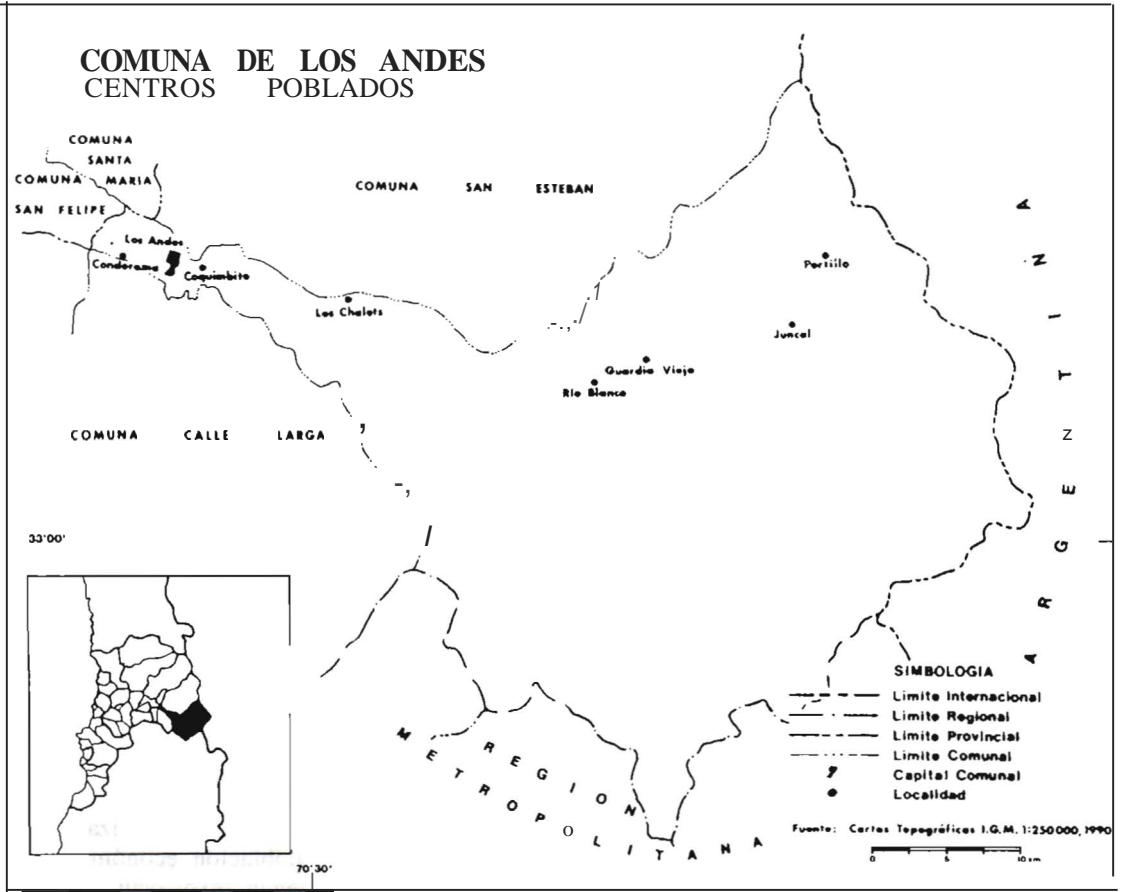 COMUNA DE LOS ANDES
CENTROS POBLADOS
COMUNA
SANTA
MARIA
COMUNA
SAN FELIPE
COMUNA SAN ESTEBAN
Los Andes
Condorama
Coquimbito
Los Chalets
Portillo
Juncal
Guardia Vieja
Río Blanco
COMUNA CALLE LARGA
ARGENTINA
33°00'
70°30'
REGION
METROPOLITANA
SIMBOLOGIA
Limite Internacional
Limite Regional
Limite Provincial
Limite Comunal
Capital Comunal
Localidad
Fuente: Cartas Topográficas I.G.M. 1:250000, 1990
0 5 10 km